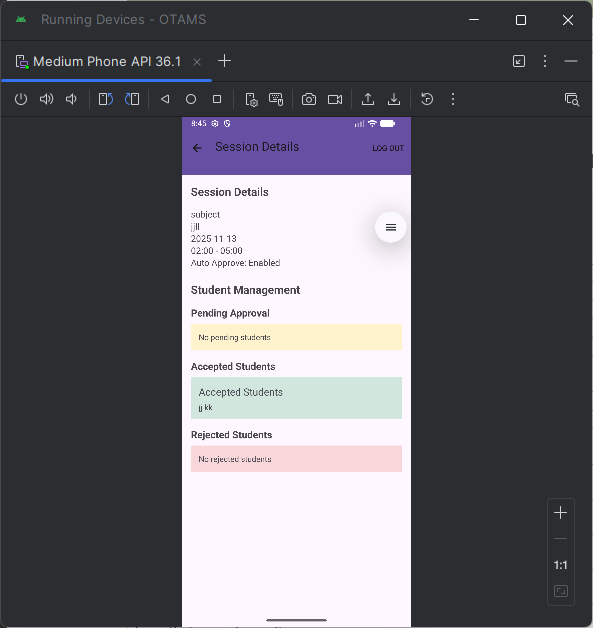 Running Devices - OTAMS
Medium Phone API 36.1
8:45
Session Details
LOG OUT
Session Details
subject
jjll
2025-11-13
02:00 - 05:00
Auto Approve: Enabled
Student Management
Pending Approval
No pending students
Accepted Students
Accepted Students
jj kk
Rejected Students
No rejected students
1:1